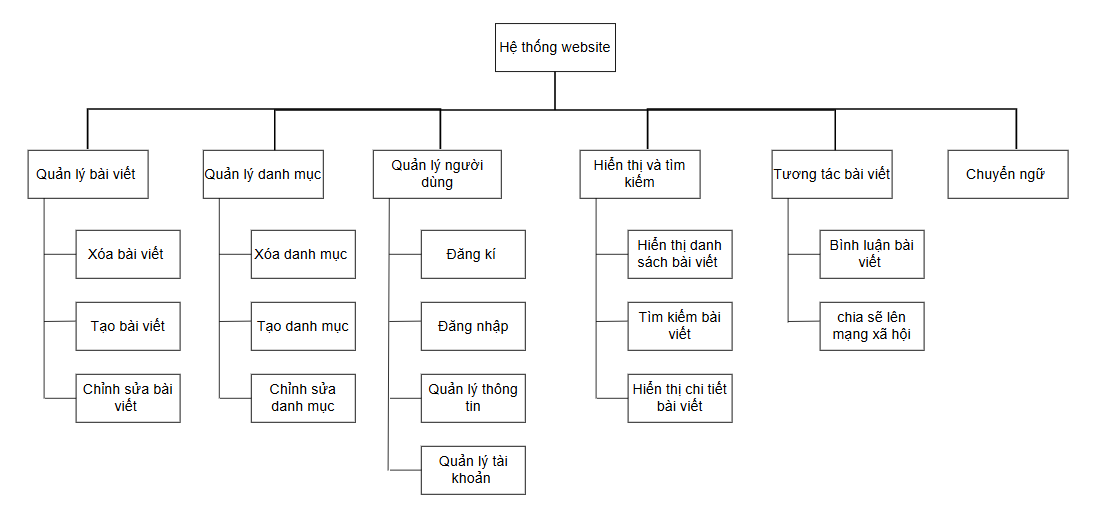 Hệ thống website
Quản lý bài viết
Quản lý danh mục
Quản lý người
dùng
Hiển thị và tìm
kiếm
Tương tác bài viết
Chuyển ngữ
Xóa bài viết
Tạo bài viết
Chỉnh sửa bài
viết
Xóa danh mục
Tạo danh mục
Chỉnh sửa
danh mục
Đăng kí
Đăng nhập
Quản lý thông
tin
Quản lý tài
khoản
Hiển thị danh
sách bài viết
Tìm kiếm bài
viết
Hiển thị chi tiết
bài viết
Bình luận bài
viết
chia sẽ lên
mạng xã hội